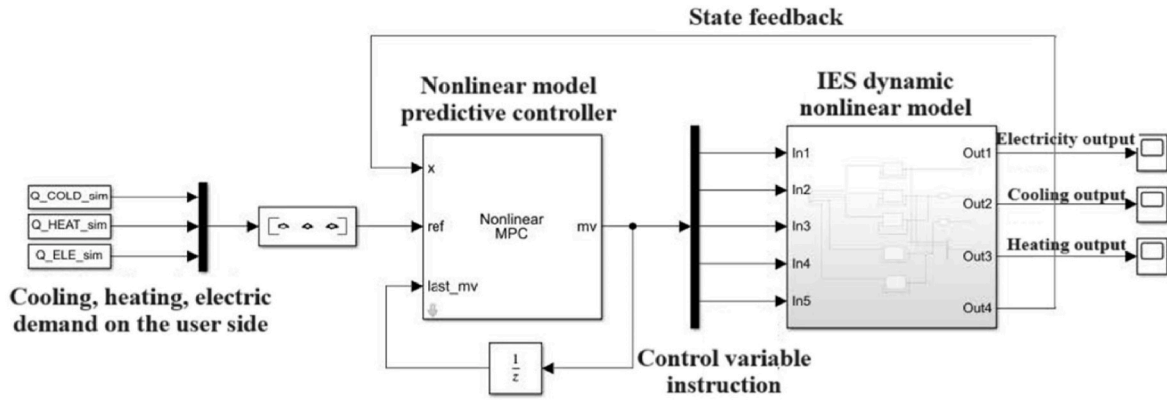 State feedback
Nonlinear model
predictive controller
IES dynamic
nonlinear model
Q_COLD_sim
Q_HEAT_sim
Q_ELE_sim
Cooling, heating, electric
demand on the user side
x
ref
last_mv
Nonlinear
MPC
mv
1
z
Control variable
instruction
In1
In2
In3
In4
In5
Out1
Out2
Out3
Out4
Electricity output
Cooling output
Heating output